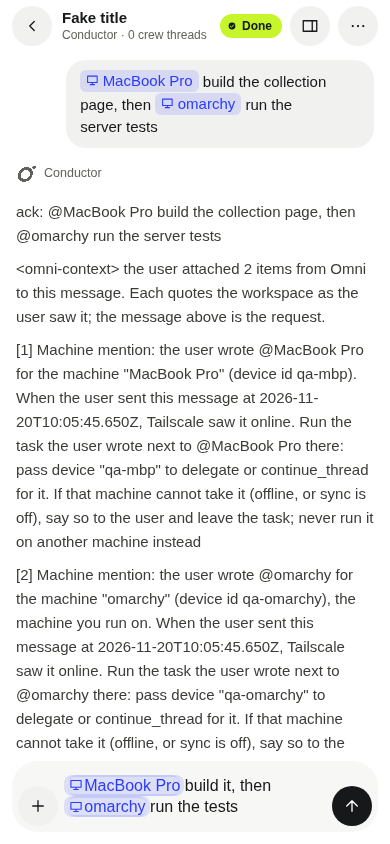 Fake title
Conductor · 0 crew threads
Done
MacBook Pro build the collection
page, then omarchy run the
server tests
Conductor
ack: @MacBook Pro build the collection page, then
@omarchy run the server tests
<omni-context> the user attached 2 items from Omni
to this message. Each quotes the workspace as the
user saw it; the message above is the request.
[1] Machine mention: the user wrote @MacBook Pro
for the machine "MacBook Pro" (device id qa-mbp).
When the user sent this message at 2026-11-
20T10:05:45.650Z, Tailscale saw it online. Run the
task the user wrote next to @MacBook Pro there:
pass device "qa-mbp" to delegate or continue_thread
for it. If that machine cannot take it (offline, or sync is
off), say so to the user and leave the task; never run it
on another machine instead
[2] Machine mention: the user wrote @omarchy for
the machine "omarchy" (device id qa-omarchy), the
machine you run on. When the user sent this
message at 2026-11-20T10:05:45.650Z, Tailscale
saw it online. Run the task the user wrote next to
@omarchy there: pass device "qa-omarchy" to
delegate or continue_thread for it. If that machine
cannot take it (offline, or sync is off), say so to the
MacBook Pro build it, then
omarchy run the tests